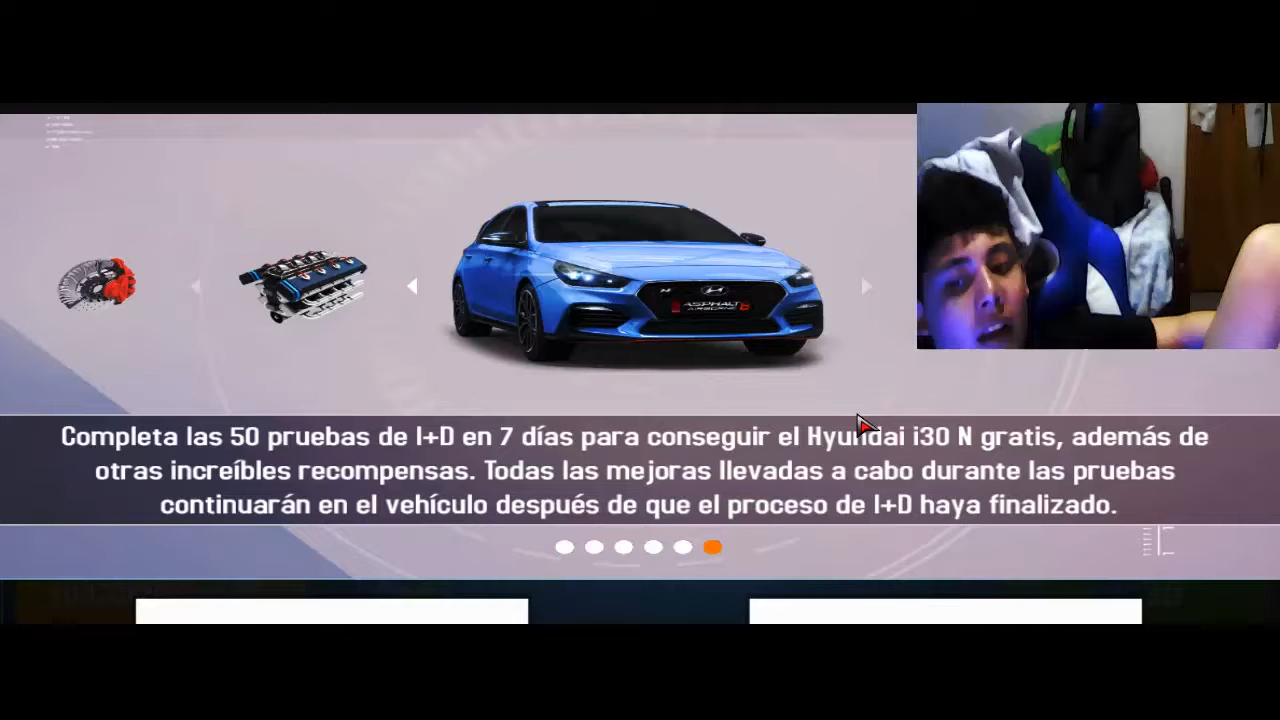 ASPHALT
AIRBORNE
Completa las 50 pruebas de I+D en 7 días para conseguir el Hyundai i30 N gratis, además de
otras increíbles recompensas. Todas las mejoras llevadas a cabo durante las pruebas
continuarán en el vehículo después de que el proceso de I+D haya finalizado.